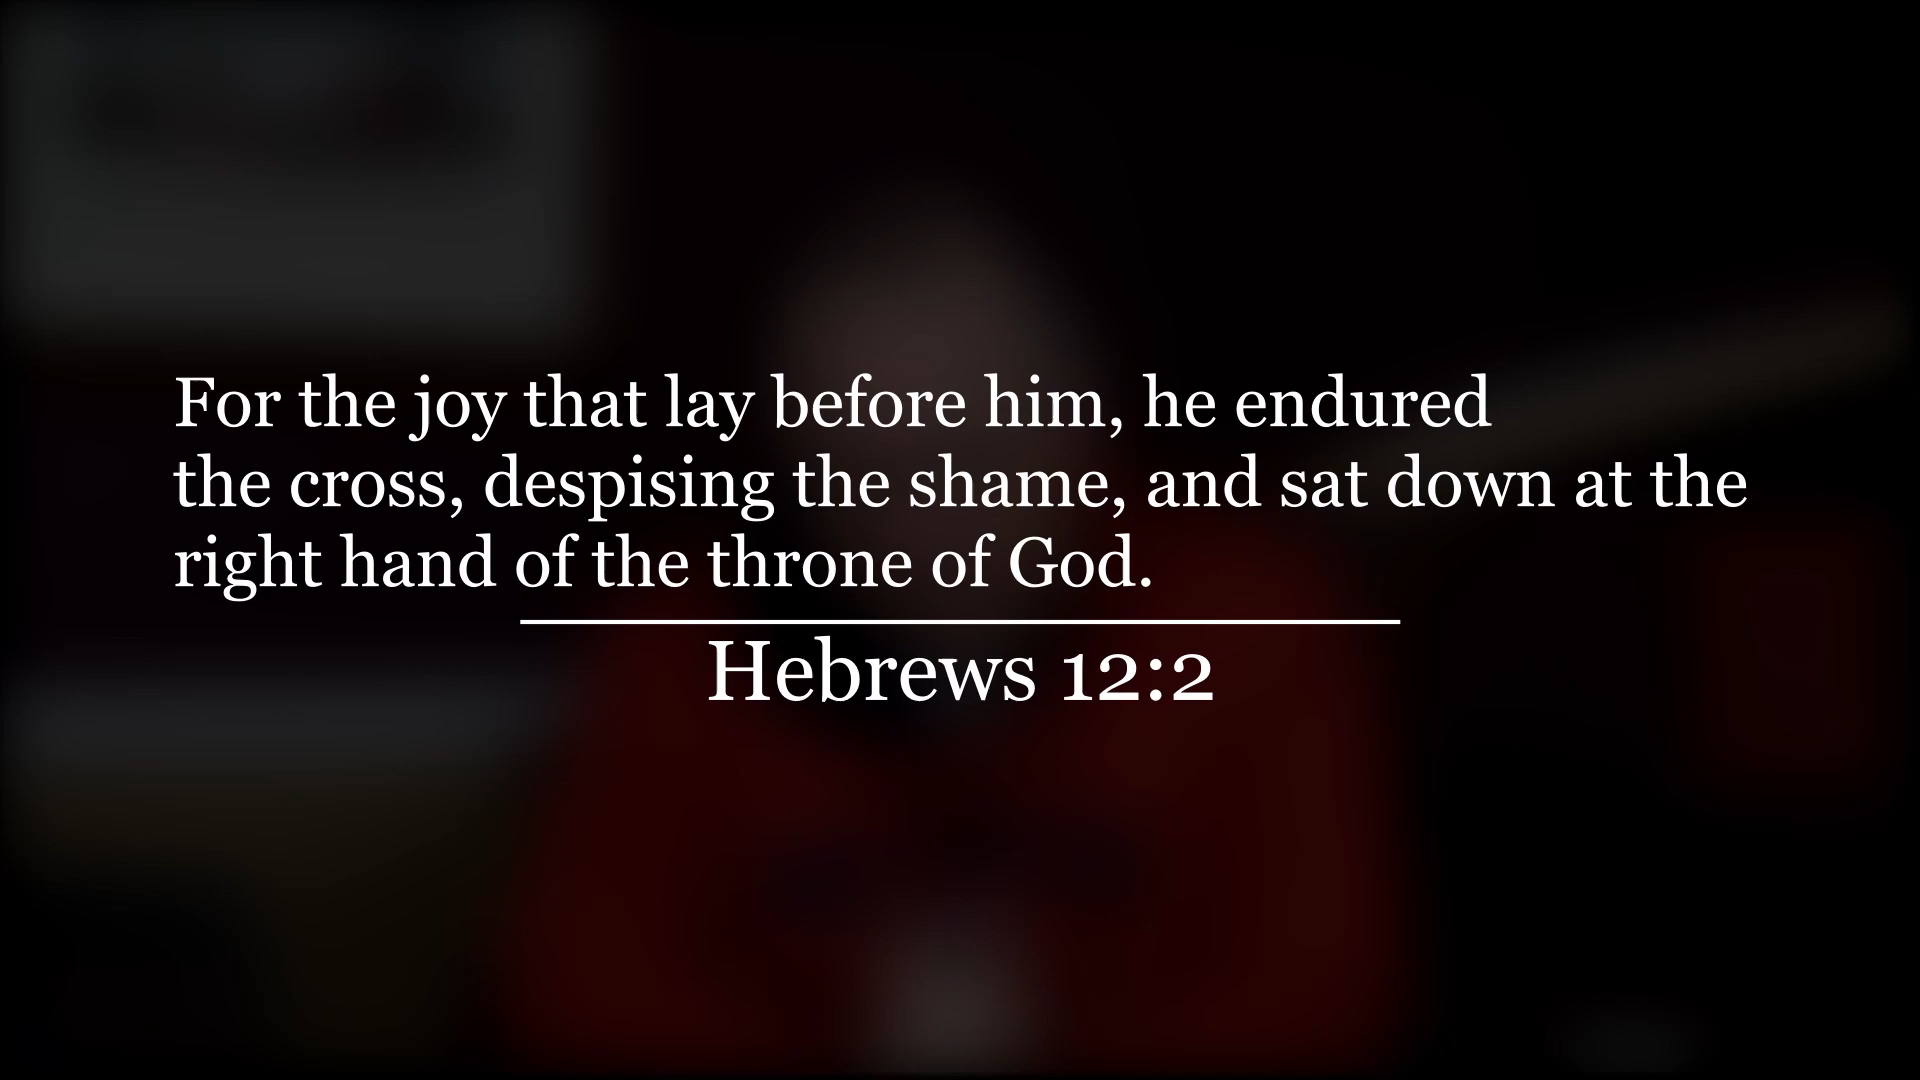 For the joy that lay before him, he endured
the cross, despising the shame, and sat down at the
right hand of the throne of God.
Hebrews 12:2